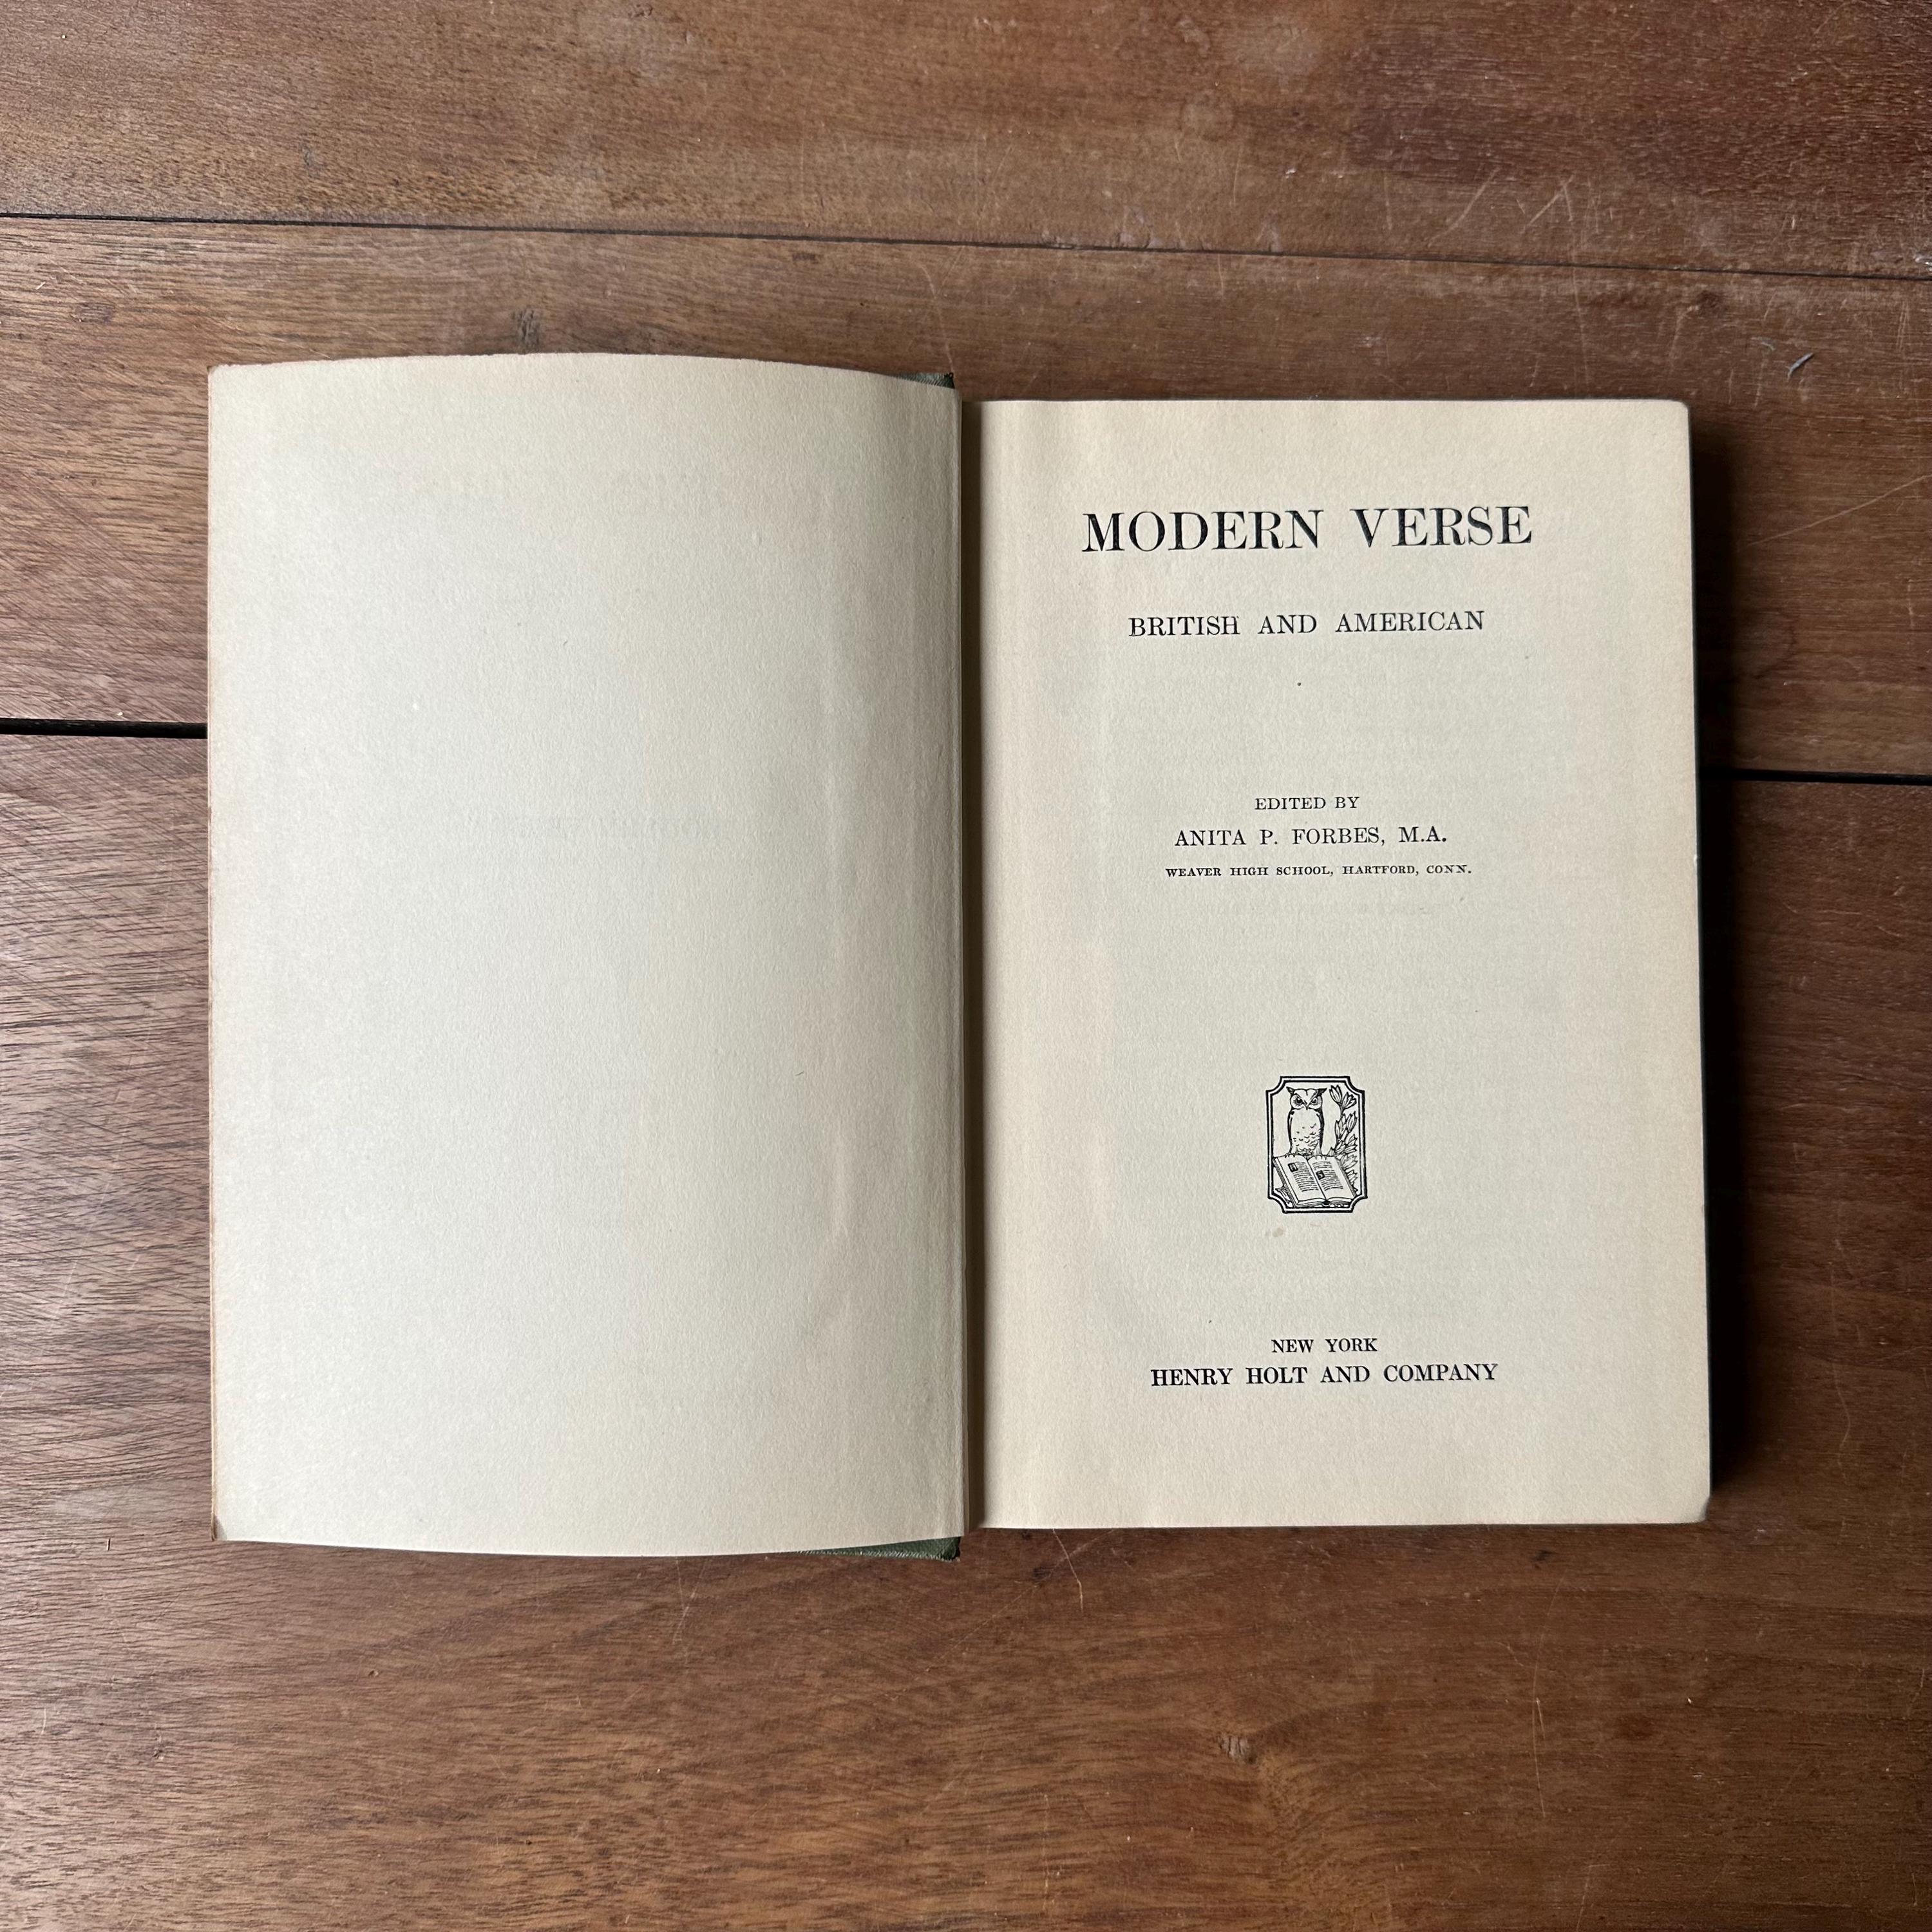 MODERN VERSE
BRITISH AND AMERICAN
EDITED BY
ANITA P. FORBES, M.A.
WEAVER HIGH SCHOOL, HARTFORD, CONN.
NEW YORK
HENRY HOLT AND COMPANY